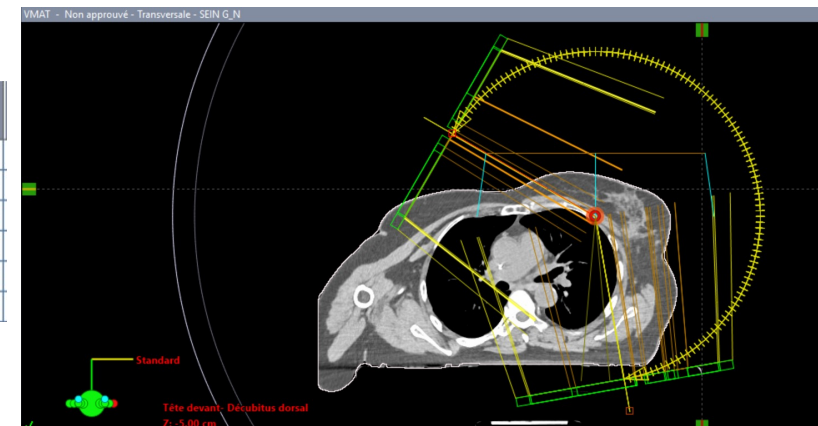 VMAT - Non approuvé - Transversale - SEIN G_N
Standard
Tête devant- Décubitus dorsal
Z: -5.00 cm